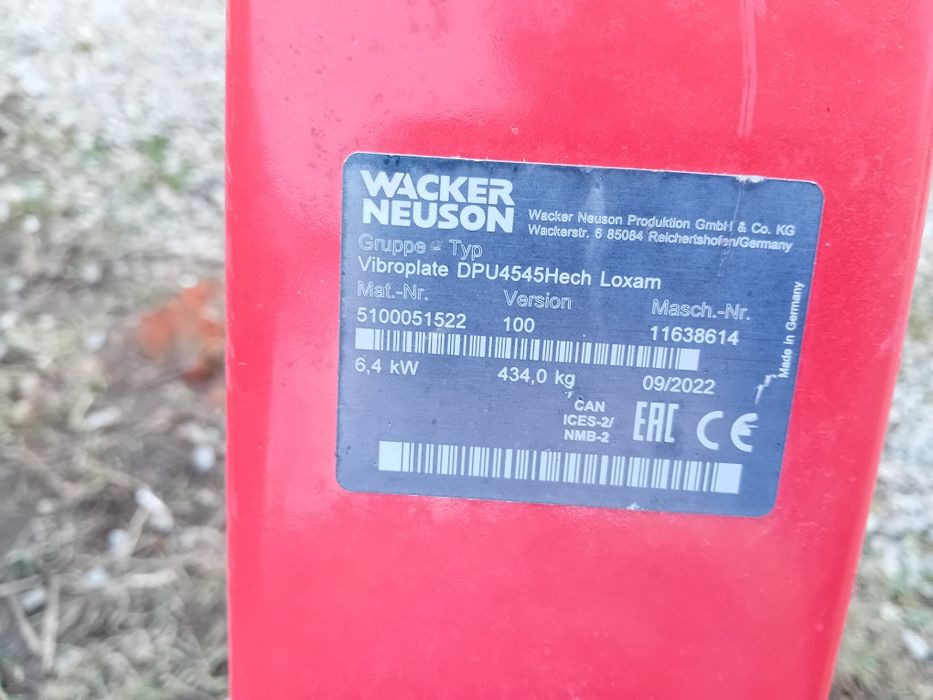 WACKER
NEUSON
Wacker Neuson Produktion GmbH & Co. KG
Wackerstr. 6 85084 Reichertshofen/Germany
Gruppe - Typ
Vibroplate DPU4545Hech Loxam
Mat.-Nr. Version Masch.-Nr.
5100051522 100 11638614
6,4 kW 434,0 kg 09/2022
CAN
ICES-2/
NMB-2
EAC CE
Made in Germany